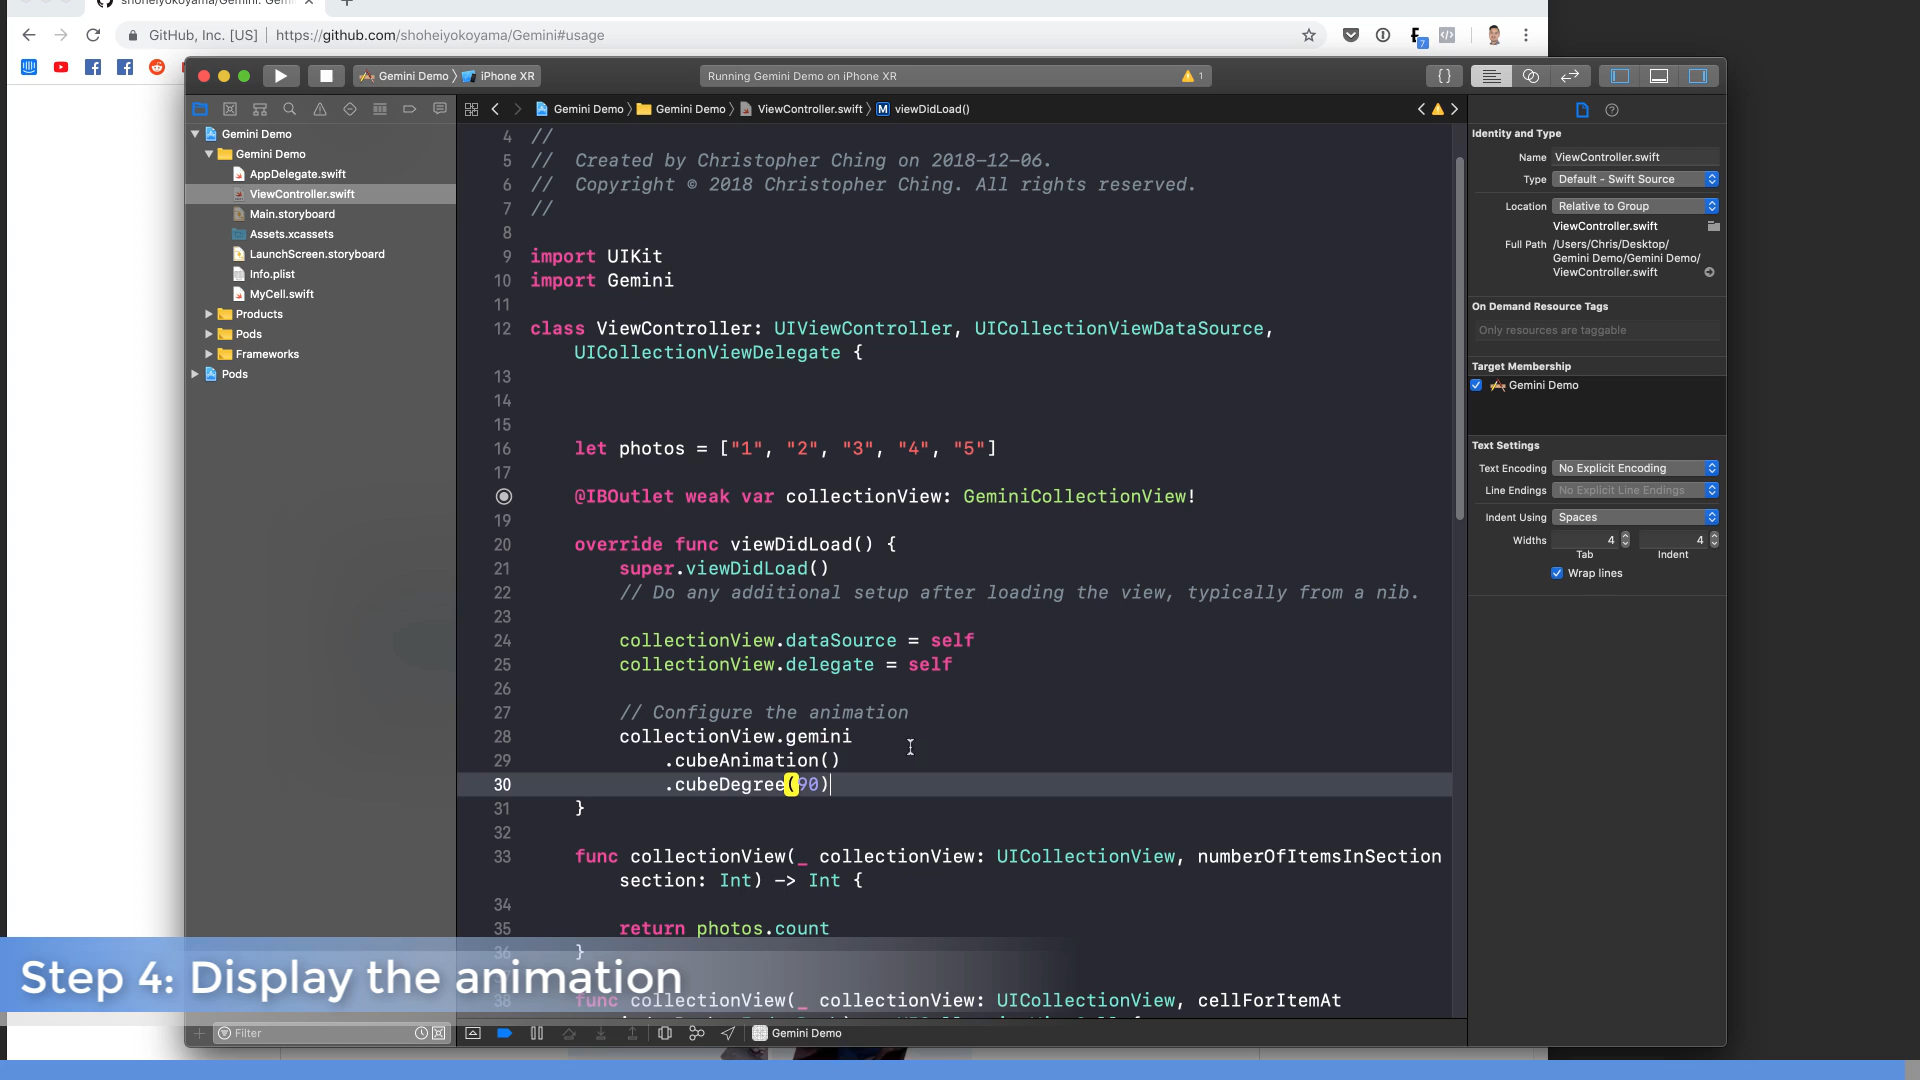 shoheiyokoyama/Gemini: Gemi
GitHub, Inc. [US] | https://github.com/shoheiyokoyama/Gemini#usage
7
Gemini Demo
iPhone XR
Running Gemini Demo on iPhone XR
1
Gemini Demo
Gemini Demo
ViewController.swift
M
viewDidLoad()
Gemini Demo
Gemini Demo
AppDelegate.swift
ViewController.swift
Main.storyboard
Assets.xcassets
LaunchScreen.storyboard
Info.plist
MyCell.swift
Products
Pods
Frameworks
Pods
4 //
5 //  Created by Christopher Ching on 2018-12-06.
6 //  Copyright © 2018 Christopher Ching. All rights reserved.
7 //
8
9 import UIKit
10 import Gemini
11
12 class ViewController: UIViewController, UICollectionViewDataSource,
UICollectionViewDelegate {
13
14
15
16 let photos = ["1", "2", "3", "4", "5"]
17
@IBOutlet weak var collectionView: GeminiCollectionView!
19
20 override func viewDidLoad() {
21 super.viewDidLoad()
22 // Do any additional setup after loading the view, typically from a nib.
23
24 collectionView.dataSource = self
25 collectionView.delegate = self
26
27 // Configure the animation
28 collectionView.gemini
29 .cubeAnimation()
30 .cubeDegree(90)
31 }
32
33 func collectionView(_ collectionView: UICollectionView, numberOfItemsInSection
section: Int) -> Int {
34
35 return photos.count
36 }
38 func collectionView(_ collectionView: UICollectionView, cellForItemAt
Step 4: Display the animation
Filter
Gemini Demo
Identity and Type
Name ViewController.swift
Type Default - Swift Source
Location Relative to Group
ViewController.swift
Full Path /Users/Chris/Desktop/
Gemini Demo/Gemini Demo/
ViewController.swift
On Demand Resource Tags
Only resources are taggable
Target Membership
Gemini Demo
Text Settings
Text Encoding No Explicit Encoding
Line Endings No Explicit Line Endings
Indent Using Spaces
Widths 4 4
Tab Indent
Wrap lines